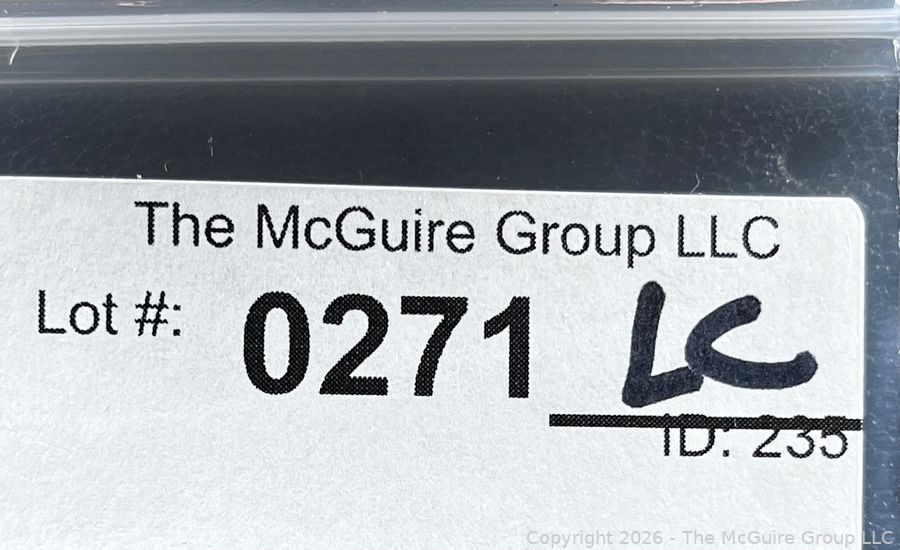 The McGuire Group LLC
Lot #: 0271 LC
ID: 235
Copyright 2026 - The McGuire Group LLC